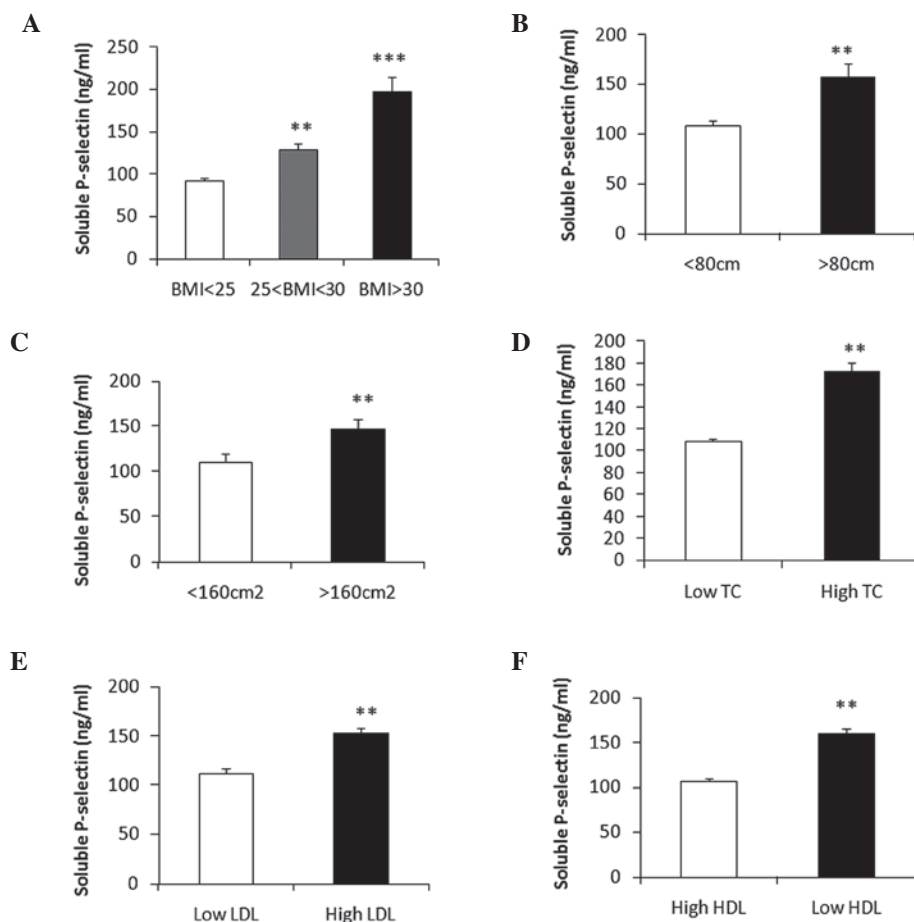 A
Soluble P-selectin (ng/ml)
250
200
150
100
50
0
**
***
BMI<25 25<BMI<30 BMI>30
B
Soluble P-selectin (ng/ml)
200
150
100
50
0
**
<80cm >80cm
C
Soluble P-selectin (ng/ml)
200
150
100
50
0
**
<160cm2 >160cm2
D
Soluble P-selectin (ng/ml)
200
180
160
140
120
100
80
60
40
20
0
**
Low TC High TC
E
Soluble P-selectin (ng/ml)
200
150
100
50
0
**
Low LDL High LDL
F
Soluble P-selectin (ng/ml)
200
150
100
50
0
**
High HDL Low HDL